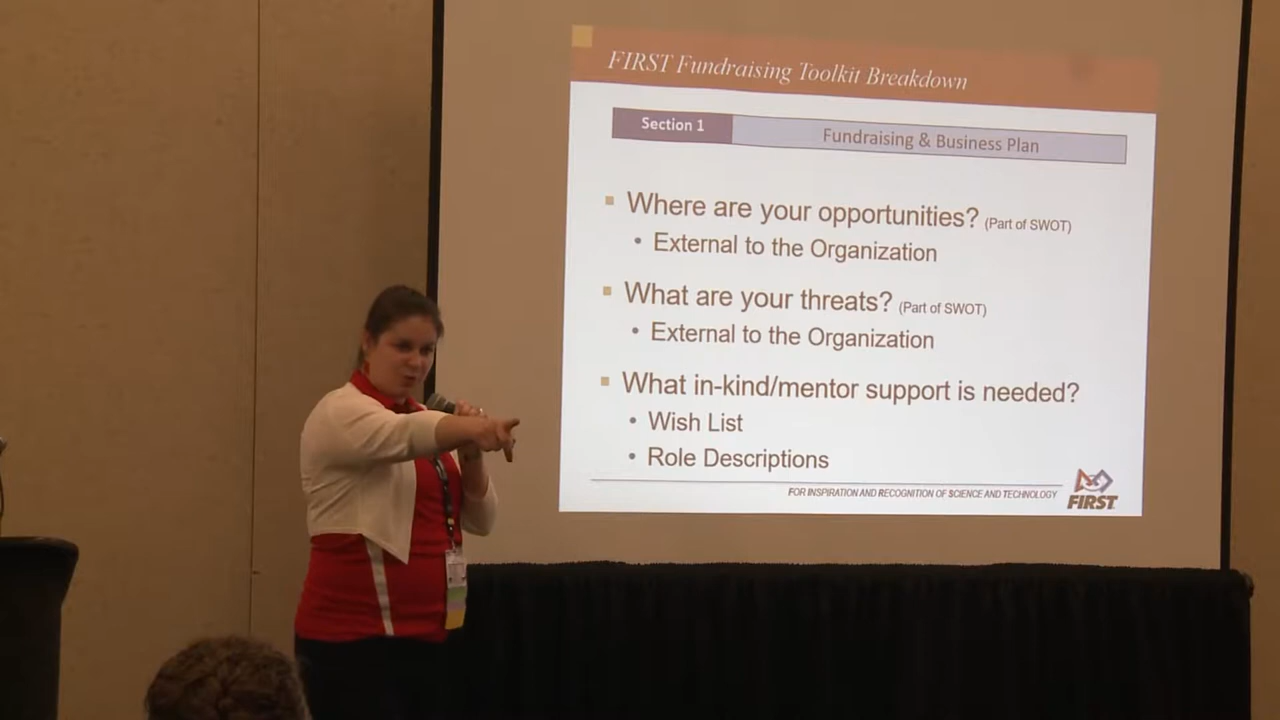 FIRST Fundraising Toolkit Breakdown
Section 1
Fundraising & Business Plan
Where are your opportunities? (Part of SWOT)
External to the Organization
What are your threats? (Part of SWOT)
External to the Organization
What in-kind/mentor support is needed?
Wish List
Role Descriptions
FOR INSPIRATION AND RECOGNITION OF SCIENCE AND TECHNOLOGY
FIRST